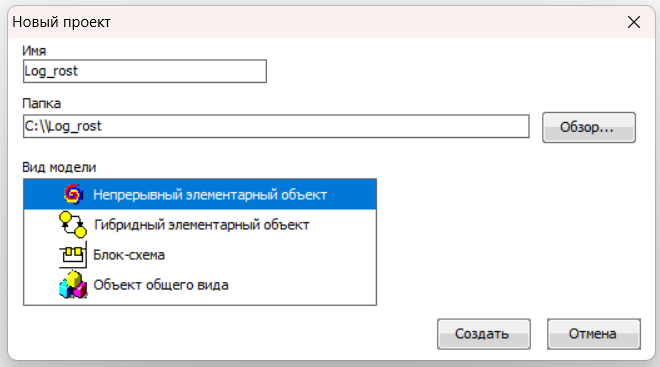 Новый проект
Имя
Log_rost
Папка
C:\\Log_rost
Обзор...
Вид модели
Непрерывный элементарный объект
Гибридный элементарный объект
Блок-схема
Объект общего вида
Создать
Отмена